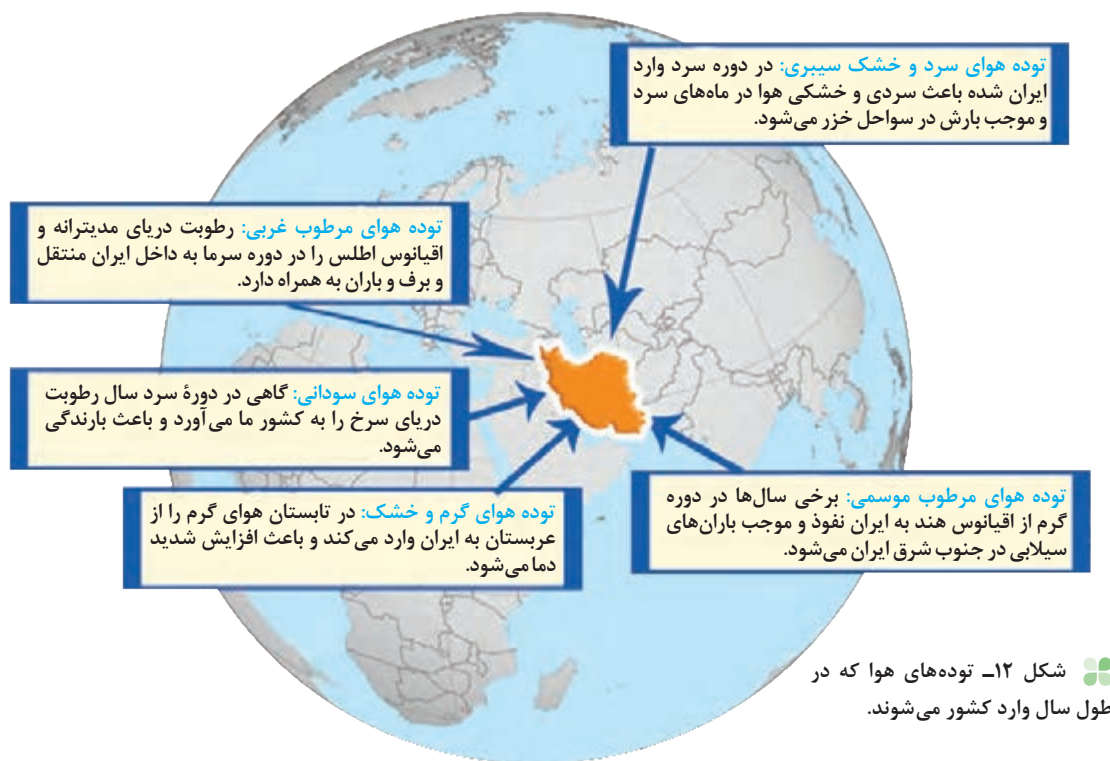 توده هوای سرد و خشک سیبری: در دوره سرد وارد
ایران شده باعث سردی و خشکی هوا در ماه‌های سرد
و موجب بارش در سواحل خزر می‌شود.
توده هوای مرطوب غربی: رطوبت دریای مدیترانه و
اقیانوس اطلس را در دوره سرما به داخل ایران منتقل
و برف و باران به همراه دارد.
توده هوای سودانی: گاهی در دورۀ سرد سال رطوبت
دریای سرخ را به کشور ما می‌آورد و باعث بارندگی
می‌شود.
توده هوای گرم و خشک: در تابستان هوای گرم را از
عربستان به ایران وارد می‌کند و باعث افزایش شدید
دما می‌شود.
توده هوای مرطوب موسمی: برخی سال‌ها در دوره
گرم از اقیانوس هند به ایران نفوذ و موجب باران‌های
سیلابی در جنوب شرق ایران می‌شود.
شکل ۱۲ـ توده‌های هوا که در
طول سال وارد کشور می‌شوند.